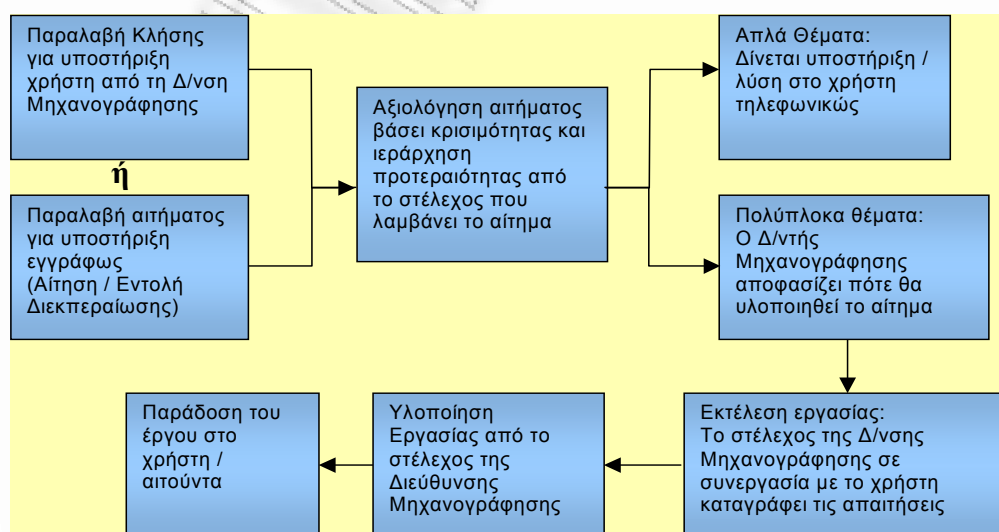 Παραλαβή Κλήσης
για υποστήριξη
χρήστη από τη Δ/νση
Μηχανογράφησης
ή
Παραλαβή αιτήματος
για υποστήριξη
εγγράφως
(Αίτηση / Εντολή
Διεκπεραίωσης)
Αξιολόγηση αιτήματος
βάσει κρισιμότητας και
ιεράρχηση
προτεραιότητας από
το στέλεχος που
λαμβάνει το αίτημα
Απλά Θέματα:
Δίνεται υποστήριξη /
λύση στο χρήστη
τηλεφωνικώς
Πολύπλοκα θέματα:
Ο Δ/ντής
Μηχανογράφησης
αποφασίζει πότε θα
υλοποιηθεί το αίτημα
Εκτέλεση εργασίας:
Το στέλεχος της Δ/νσης
Μηχανογράφησης σε
συνεργασία με το χρήστη
καταγράφει τις απαιτήσεις
Υλοποίηση
Εργασίας από το
στέλεχος της
Διεύθυνσης
Μηχανογράφησης
Παράδοση του
έργου στο
χρήστη /
αιτούντα